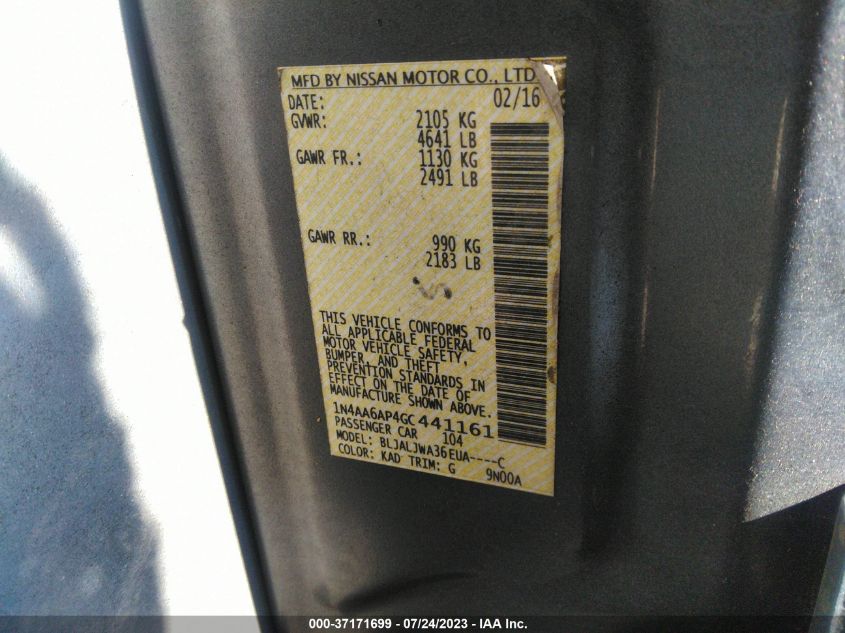 MFD BY NISSAN MOTOR CO., LTD.
DATE: 02/16
GVWR: 2105 KG
4641 LB
GAWR FR.: 1130 KG
2491 LB
GAWR RR.: 990 KG
2183 LB
THIS VEHICLE CONFORMS TO
ALL APPLICABLE FEDERAL
MOTOR VEHICLE SAFETY,
BUMPER, AND THEFT
PREVENTION STANDARDS IN
EFFECT ON THE DATE OF
MANUFACTURE SHOWN ABOVE.
1N4AA6AP4GC441161
PASSENGER CAR 104
MODEL: BLJALJWA36EUA----C
COLOR: KAD TRIM: G 9N00A
000-37171699 / 07/24/2023 - IAA Inc.